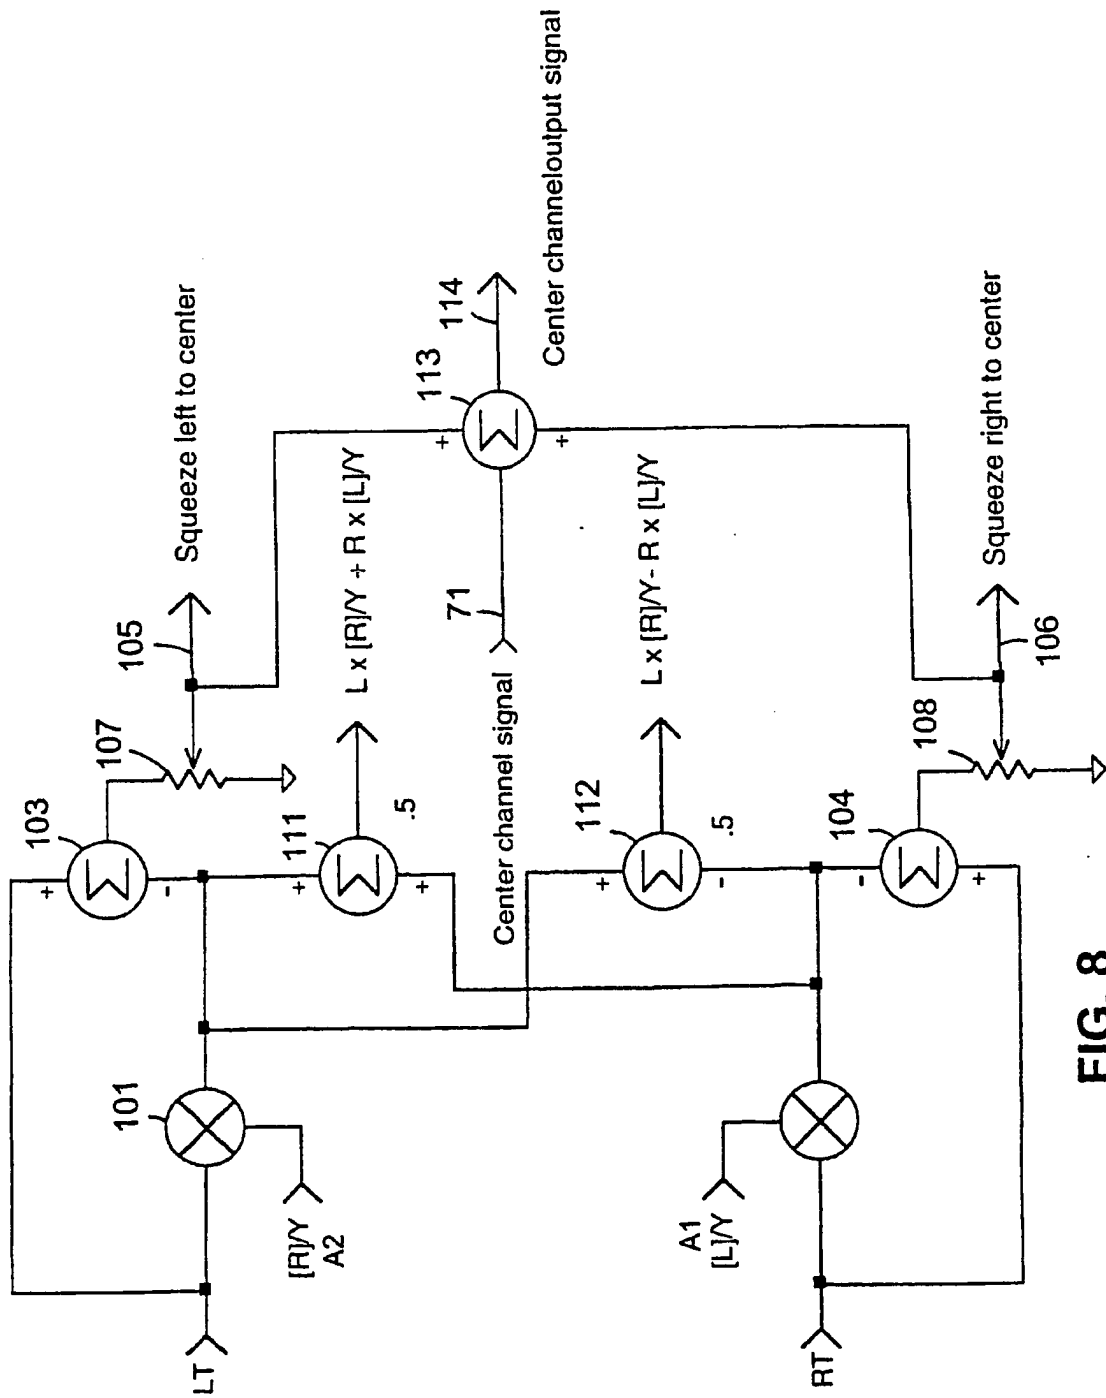 LT
RT
[R]/Y
A2
A1
[L]/Y
101
103
+
-
107
105
Squeeze left to center
111
+
+
.5
L x [R]/Y + R x [L]/Y
Center channel signal
71
+
+
113
114
Center channeloutput signal
112
+
-
.5
L x [R]/Y - R x [L]/Y
104
-
+
108
106
Squeeze right to center
FIG. 8